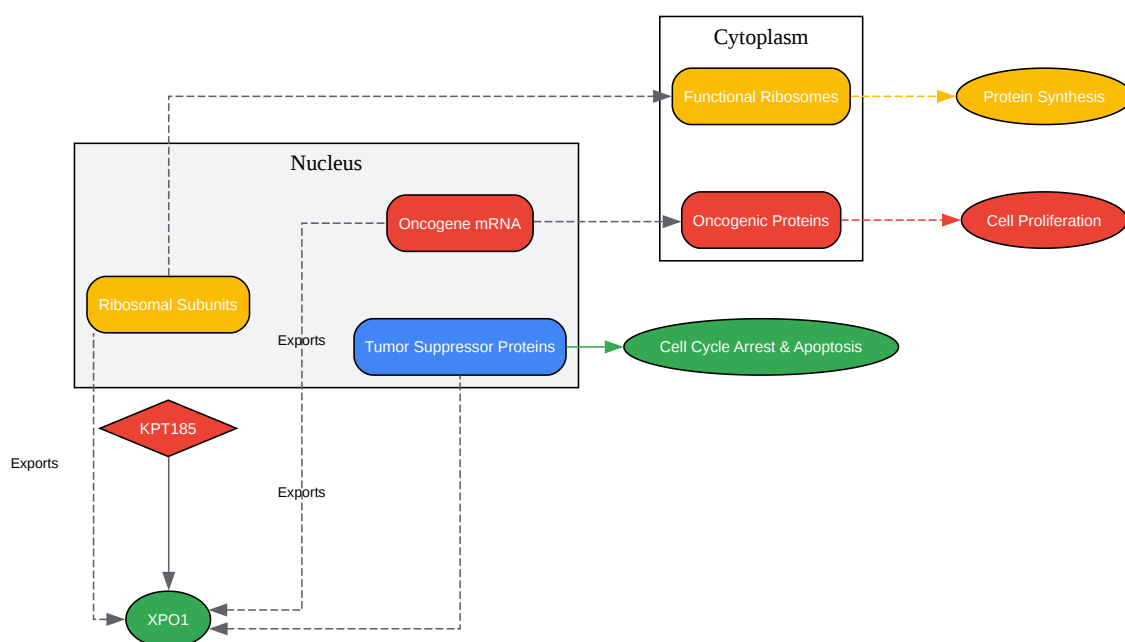 Cytoplasm
Functional Ribosomes
Protein Synthesis
Nucleus
Oncogene mRNA
Oncogenic Proteins
Cell Proliferation
Ribosomal Subunits
Exports
Tumor Suppressor Proteins
Cell Cycle Arrest & Apoptosis
KPT185
Exports
Exports
XPO1